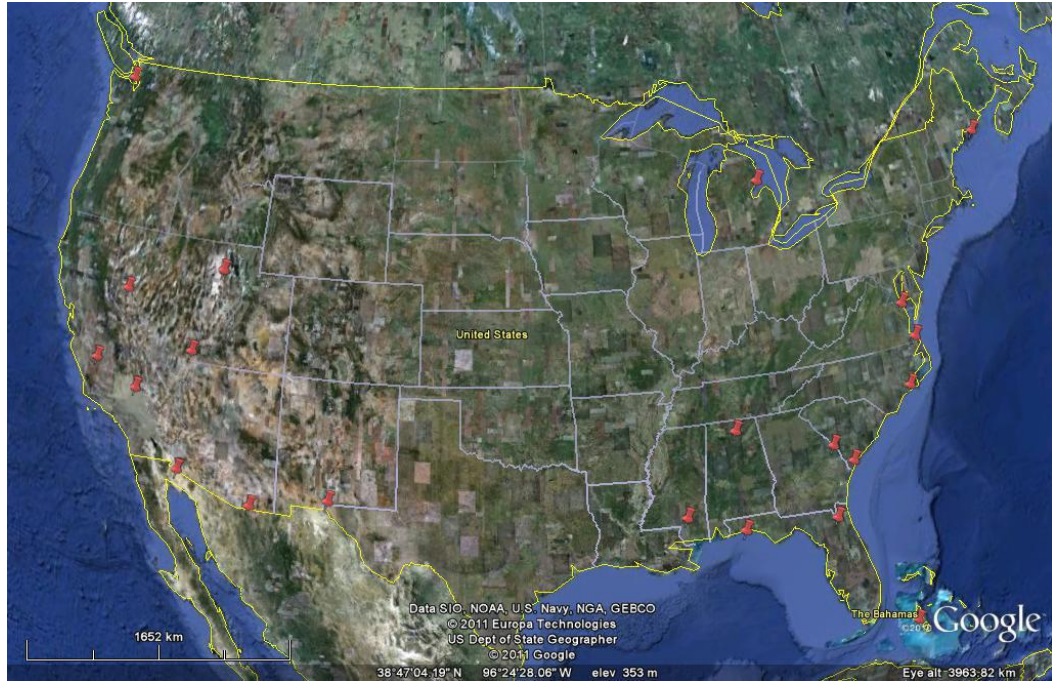 United States
The Bahamas
Google
Data SIO, NOAA, U.S. Navy, NGA, GEBCO
© 2011 Europa Technologies
US Dept of State Geographer
© 2011 Google
1652 km
38°47'04.19" N 96°24'28.06" W elev 353 m
Eye alt 3963.82 km